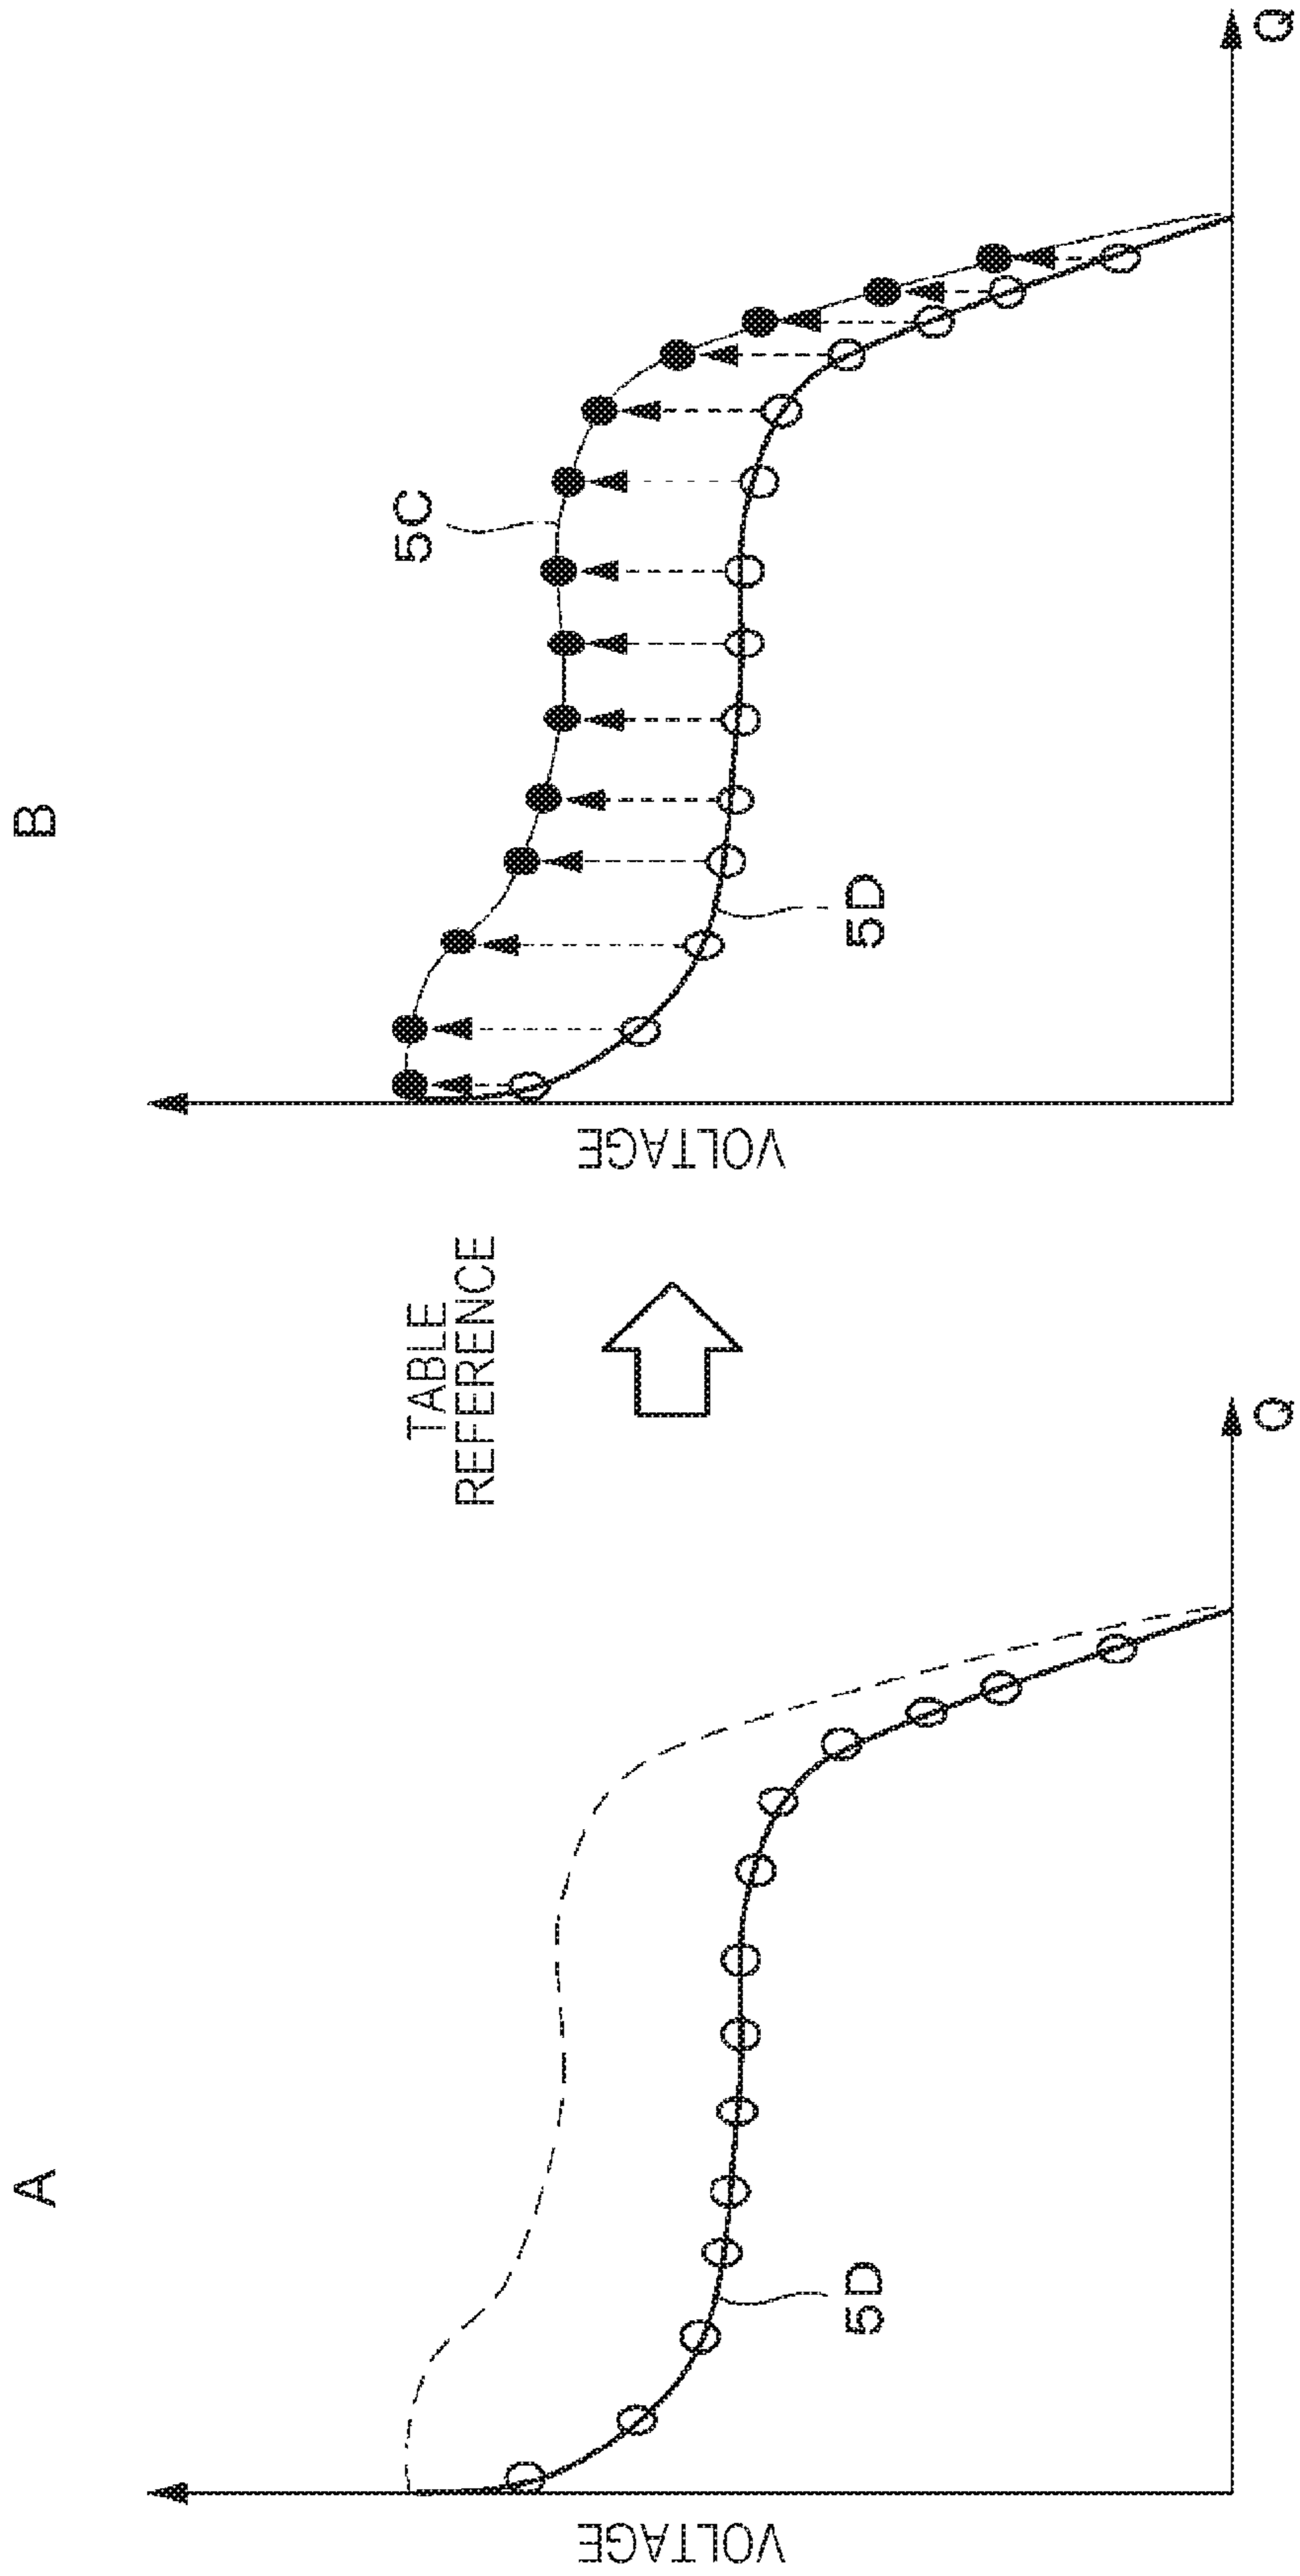 A
VOLTAGE
5D
Q
TABLE
REFERENCE
B
VOLTAGE
5C
5D
Q